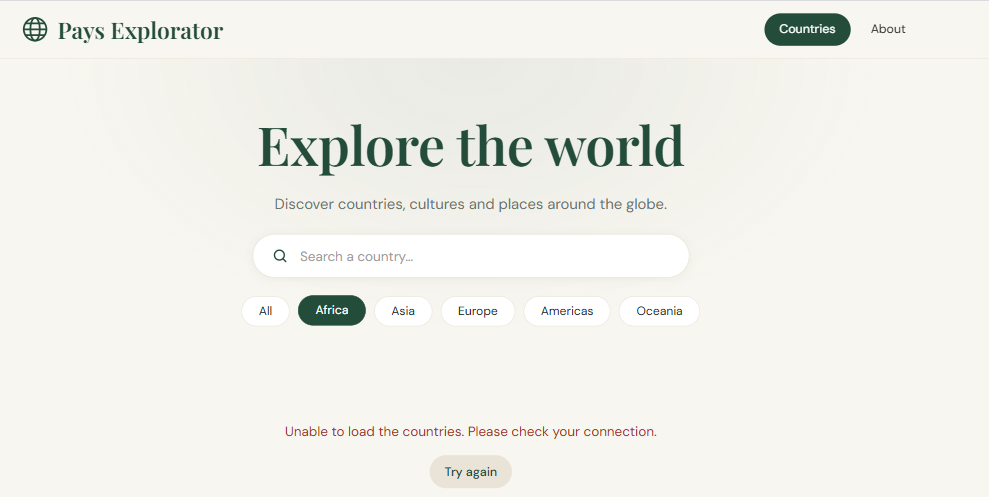 Pays Explorator
Countries
About
Explore the world
Discover countries, cultures and places around the globe.
Search a country...
All
Africa
Asia
Europe
Americas
Oceania
Unable to load the countries. Please check your connection.
Try again